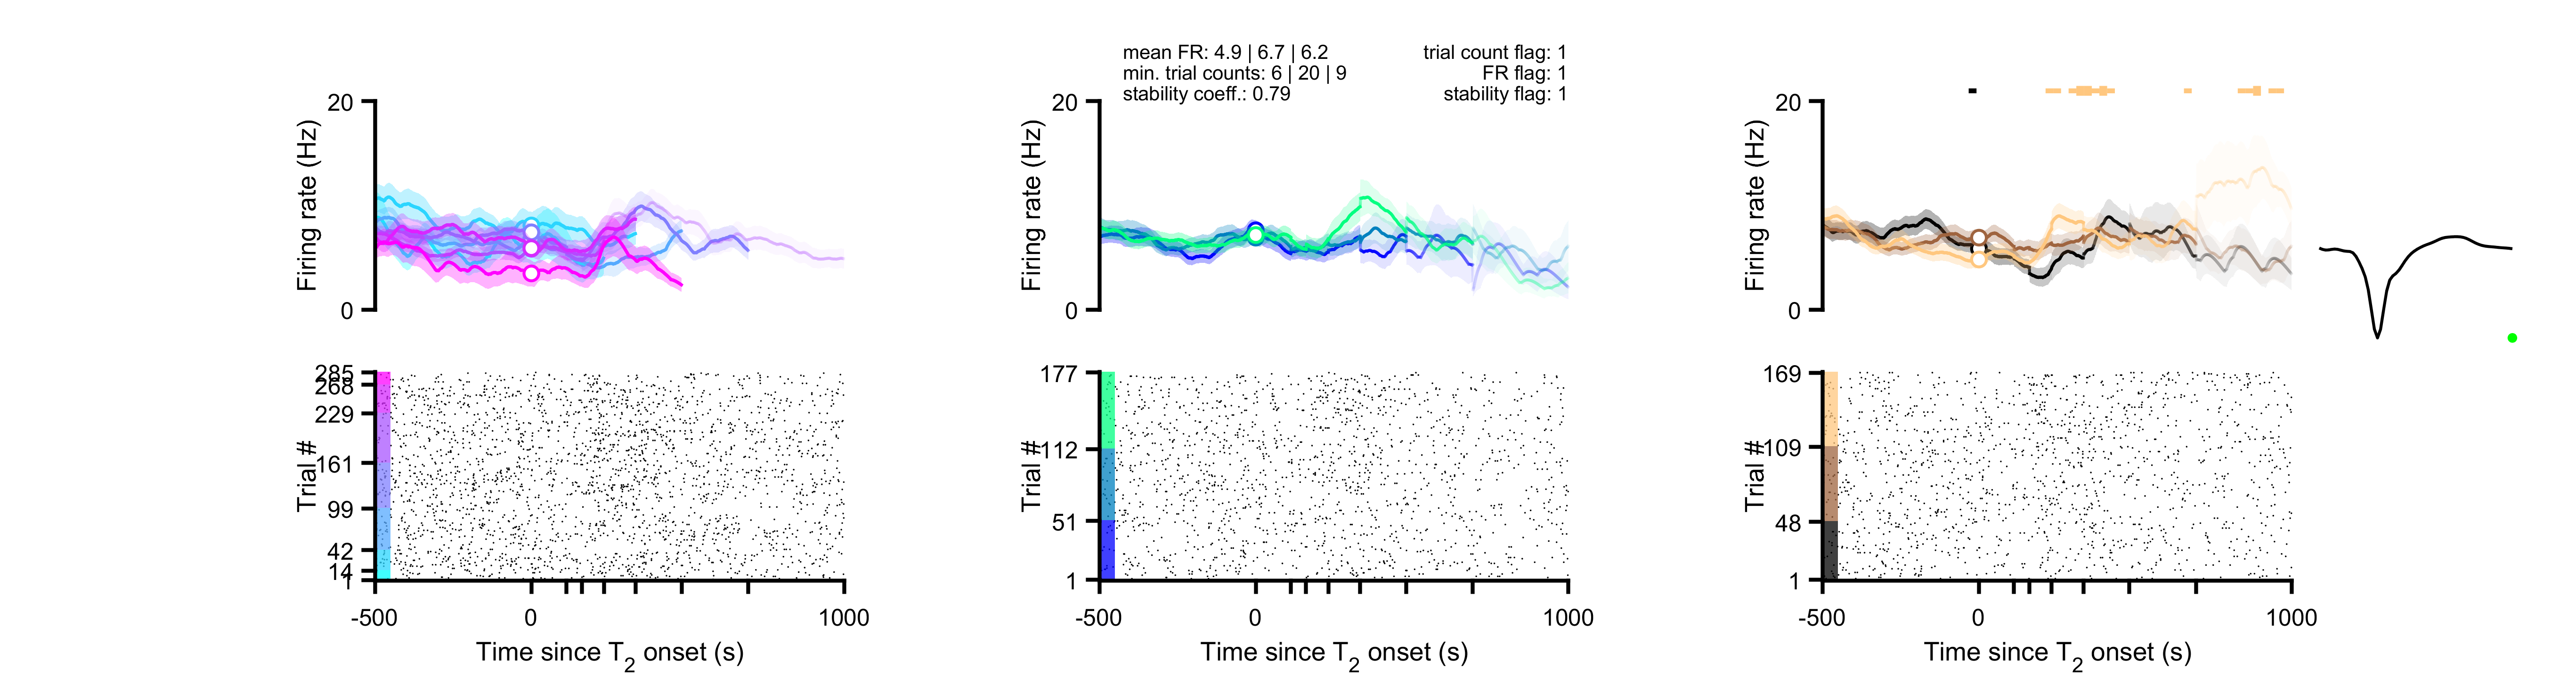 mean FR: 4.9 | 6.7 | 6.2
min. trial counts: 6 | 20 | 9
stability coeff.: 0.79
trial count flag: 1
FR flag: 1
stability flag: 1
20
Firing rate (Hz)
0
285
268
229
161
99
42
14
1
Trial #
-500
0
1000
Time since T2 onset (s)
20
Firing rate (Hz)
0
177
112
51
1
Trial #
-500
0
1000
Time since T2 onset (s)
20
Firing rate (Hz)
0
169
109
48
1
Trial #
-500
0
1000
Time since T2 onset (s)